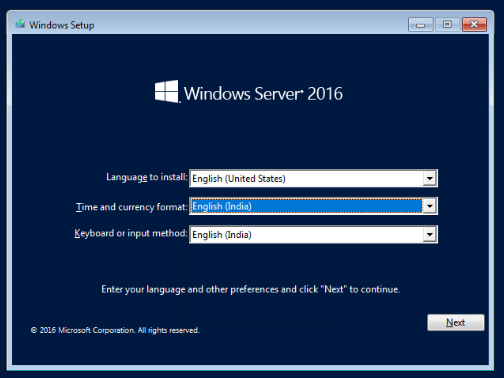 Windows Setup
Windows Server® 2016
Language to install: English (United States)
Time and currency format: English (India)
Keyboard or input method: English (India)
Enter your language and other preferences and click "Next" to continue.
Next
© 2016 Microsoft Corporation. All rights reserved.